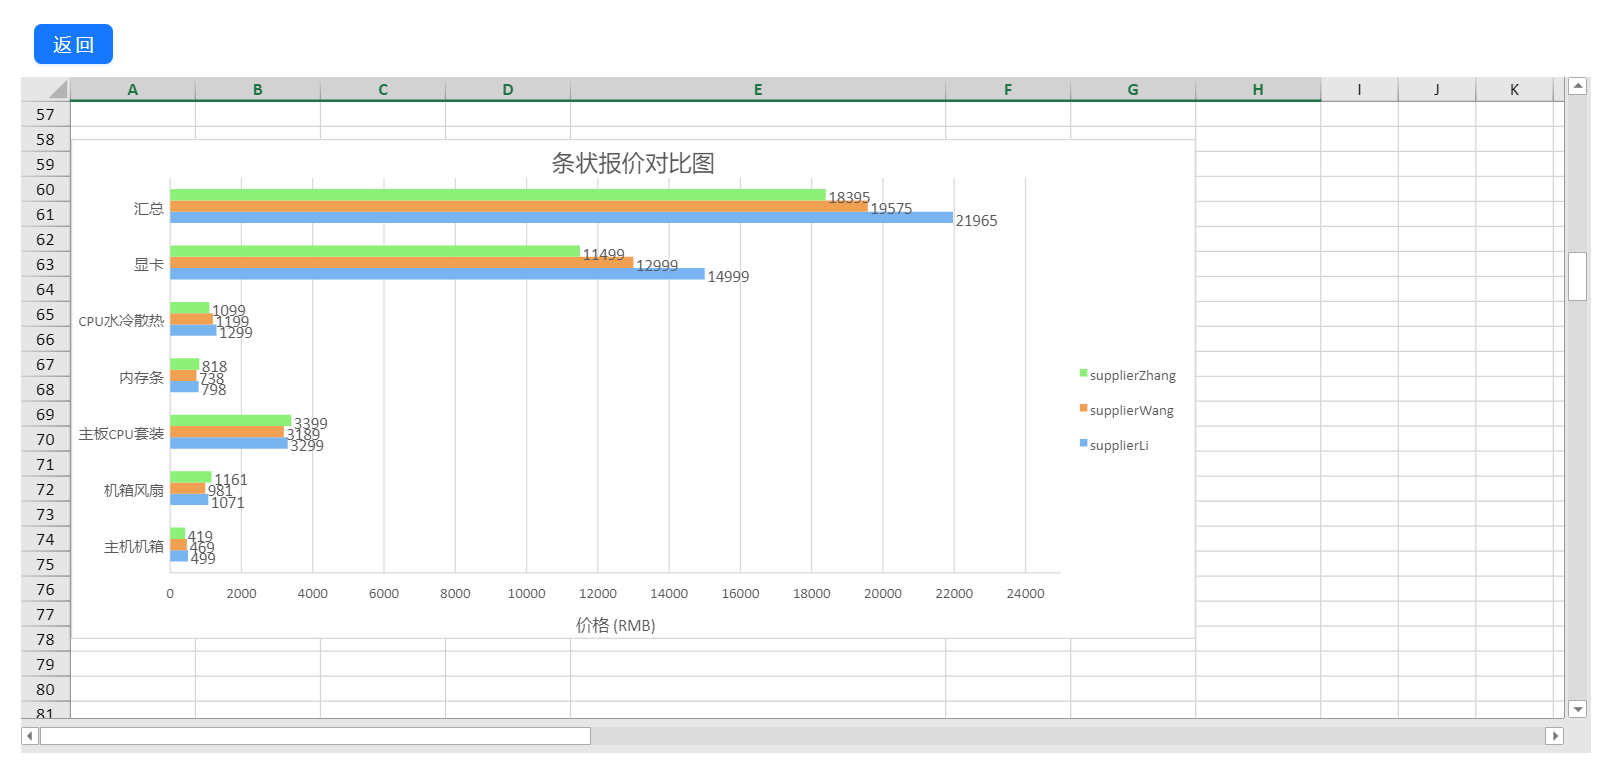 返回
A B C D E F G H I J K
57
58
59
60
61
62
63
64
65
66
67
68
69
70
71
72
73
74
75
76
77
78
79
80
81
条状报价对比图
汇总 18395
19575
21965
显卡 11499
12999
14999
CPU水冷散热 1099
1199
1299
内存条 818
738
798
主板CPU套装 3399
3189
3299
机箱风扇 1161
981
1071
主机机箱 419
469
499
0 2000 4000 6000 8000 10000 12000 14000 16000 18000 20000 22000 24000
价格 (RMB)
supplierZhang
supplierWang
supplierLi